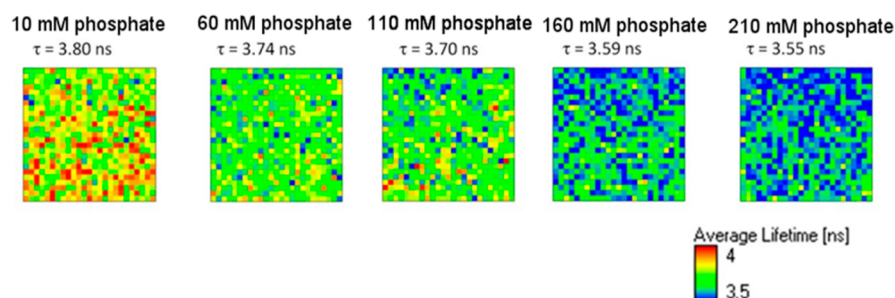 10 mM phosphate 60 mM phosphate 110 mM phosphate 160 mM phosphate 210 mM phosphate
τ = 3.80 ns τ = 3.74 ns τ = 3.70 ns τ = 3.59 ns τ = 3.55 ns
Average Lifetime [ns]
4
3.5